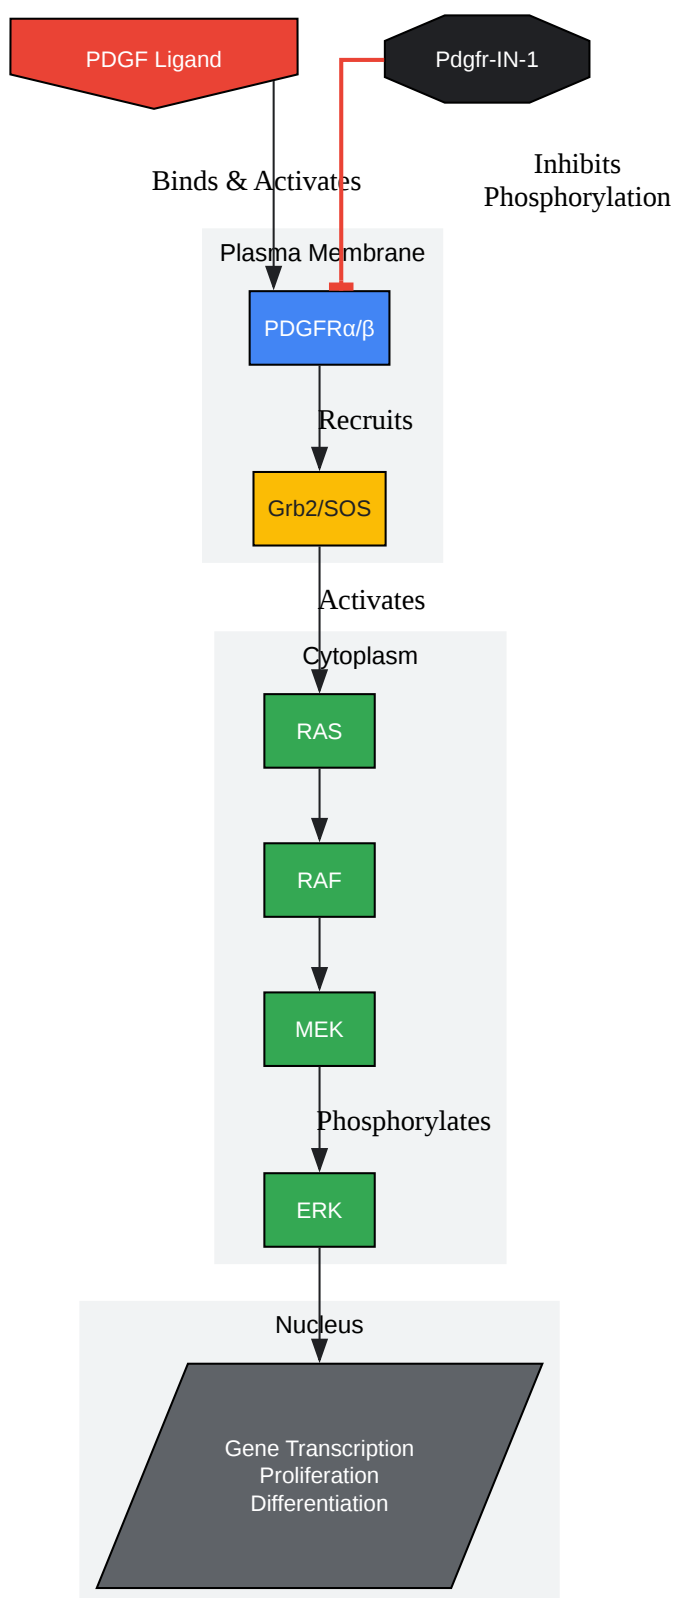 PDGF Ligand
Pdgfr-IN-1
Binds & Activates
Inhibits
Phosphorylation
Plasma Membrane
PDGFRα/β
Recruits
Grb2/SOS
Activates
Cytoplasm
RAS
RAF
MEK
Phosphorylates
ERK
Nucleus
Gene Transcription
Proliferation
Differentiation